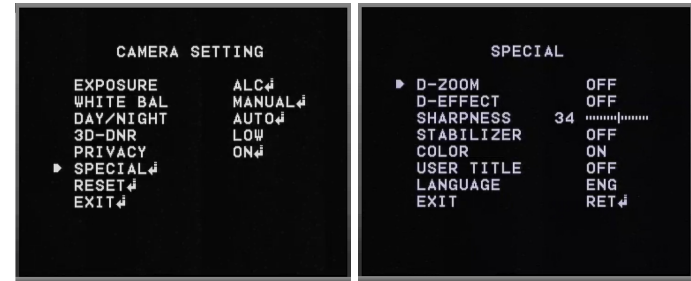 CAMERA SETTING
EXPOSURE ALC
WHITE BAL MANUAL
DAY/NIGHT AUTO
3D-DNR LOW
PRIVACY ON
SPECIAL
RESET
EXIT
SPECIAL
D-ZOOM OFF
D-EFFECT OFF
SHARPNESS 34
STABILIZER OFF
COLOR ON
USER TITLE OFF
LANGUAGE ENG
EXIT RET